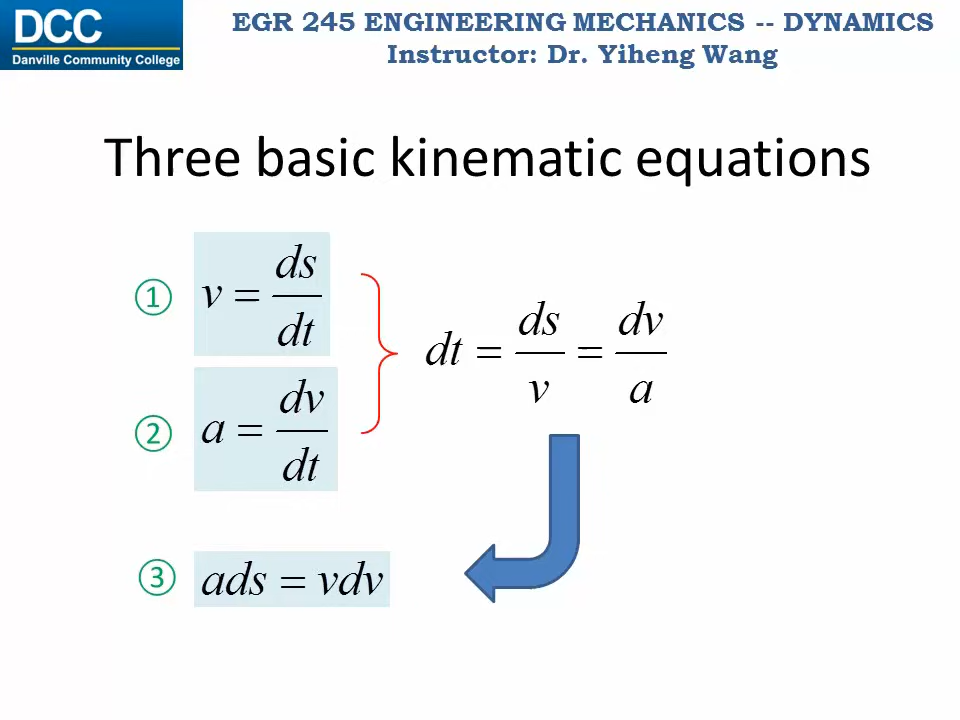 DCC
Danville Community College
EGR 245 ENGINEERING MECHANICS -- DYNAMICS
Instructor: Dr. Yiheng Wang
Three basic kinematic equations
① v = ds/dt
② a = dv/dt
dt = ds/v = dv/a
③ ads = vdv